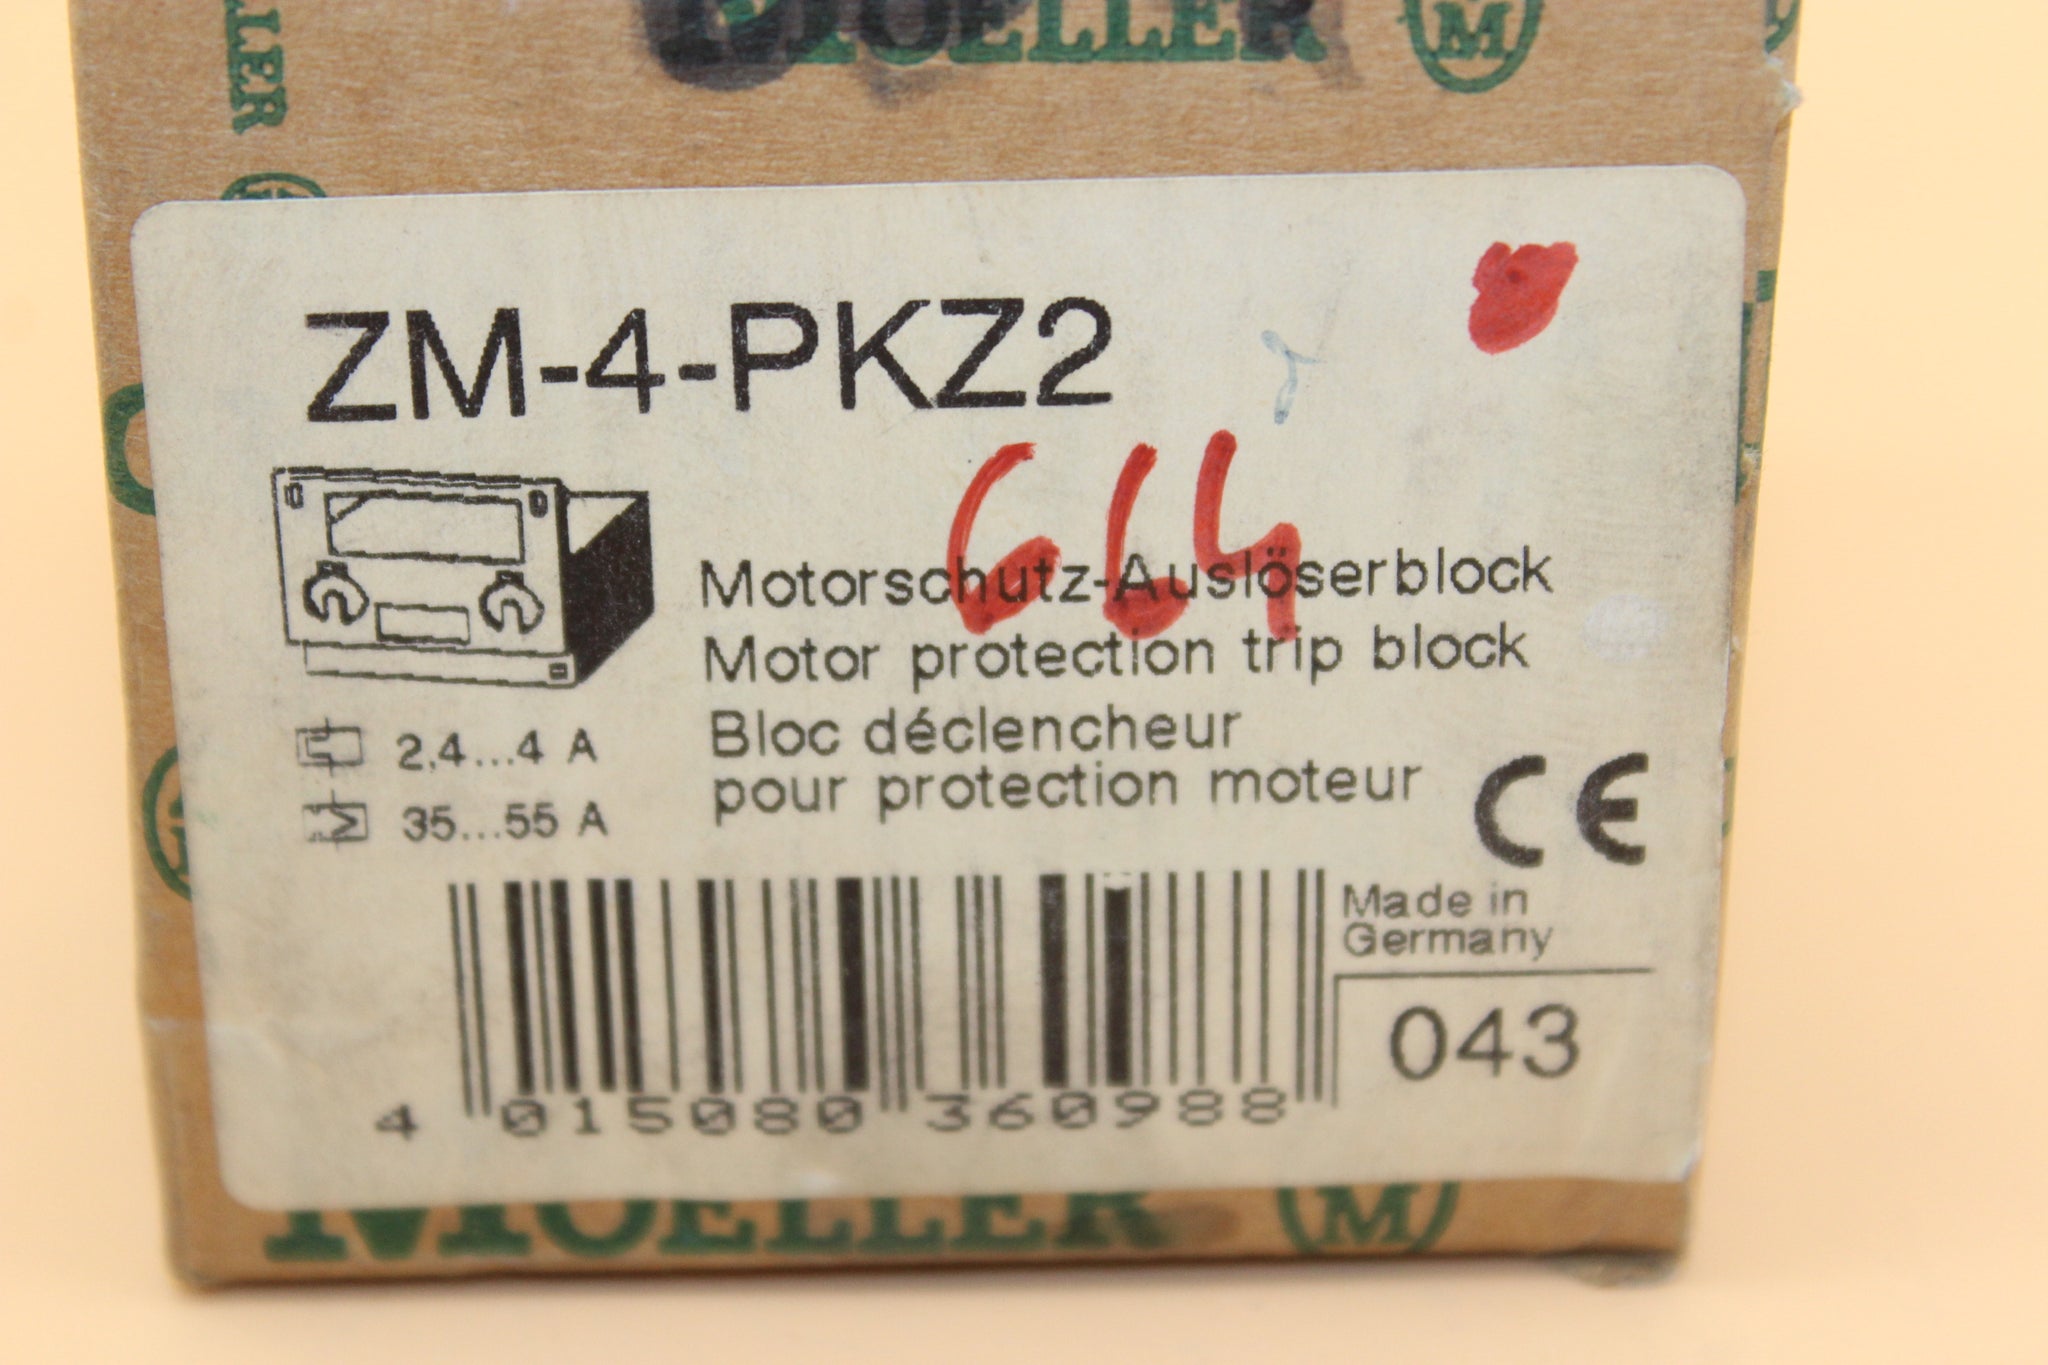 MOELLER
M
LLER
ZM-4-PKZ2
664
Motorschutz-Auslöserblock
Motor protection trip block
Bloc déclencheur
pour protection moteur
2,4...4 A
35...55 A
CE
Made in
Germany
043
4 015080 360988
MOELLER
M